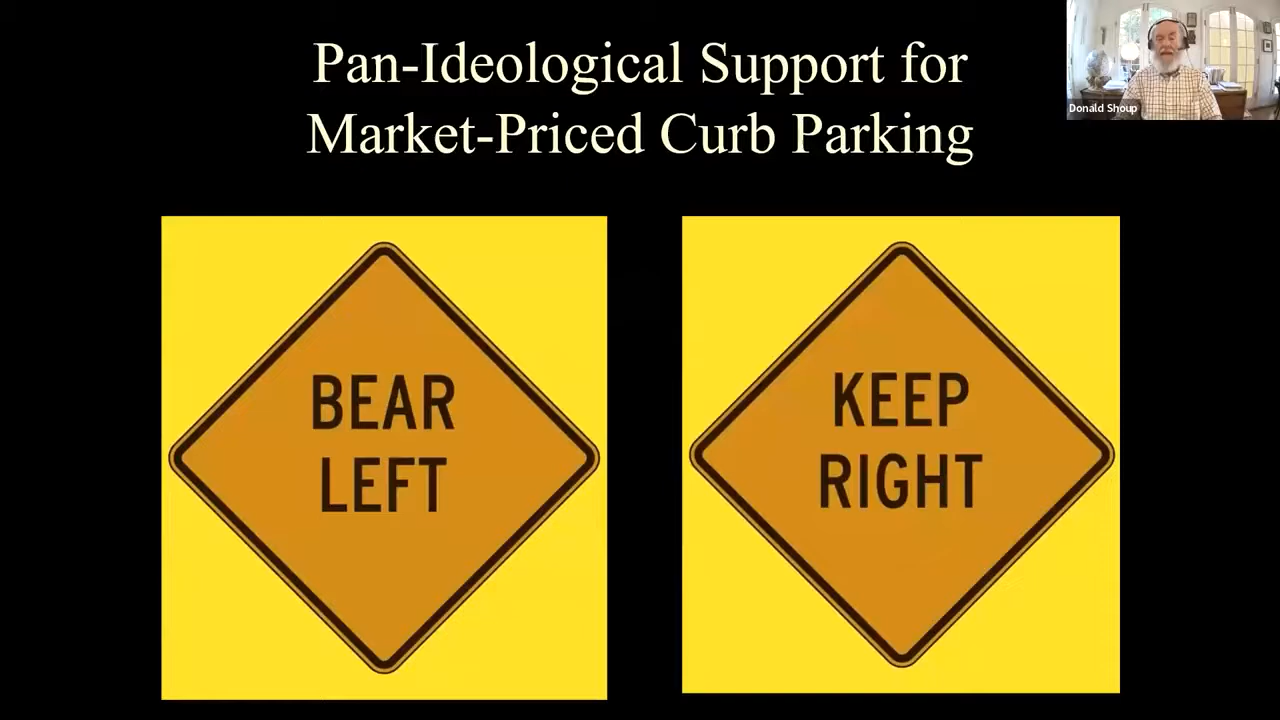 Pan-Ideological Support for
Market-Priced Curb Parking
Donald Shoup
BEAR
LEFT
KEEP
RIGHT